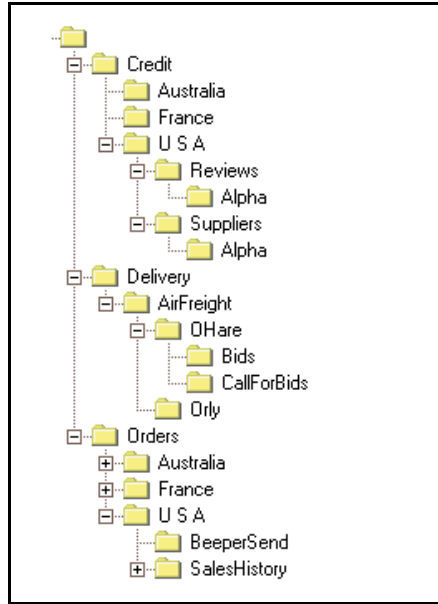 Credit
Australia
France
U S A
Reviews
Alpha
Suppliers
Alpha
Delivery
AirFreight
OHare
Bids
CallForBids
Orly
Orders
Australia
France
U S A
BeeperSend
SalesHistory